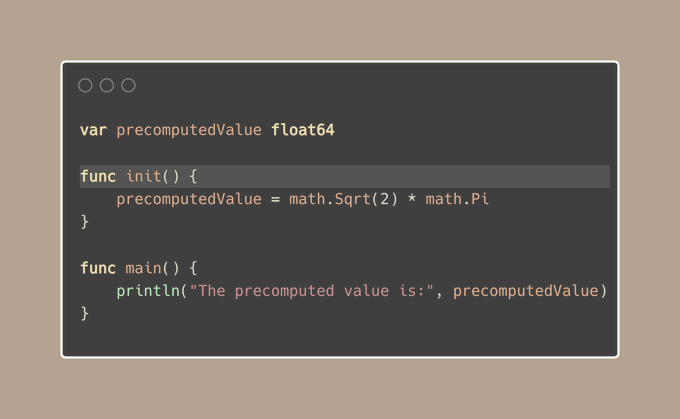 var precomputedValue float64
func init() {
    precomputedValue = math.Sqrt(2) * math.Pi
}
func main() {
    println("The precomputed value is:", precomputedValue)
}